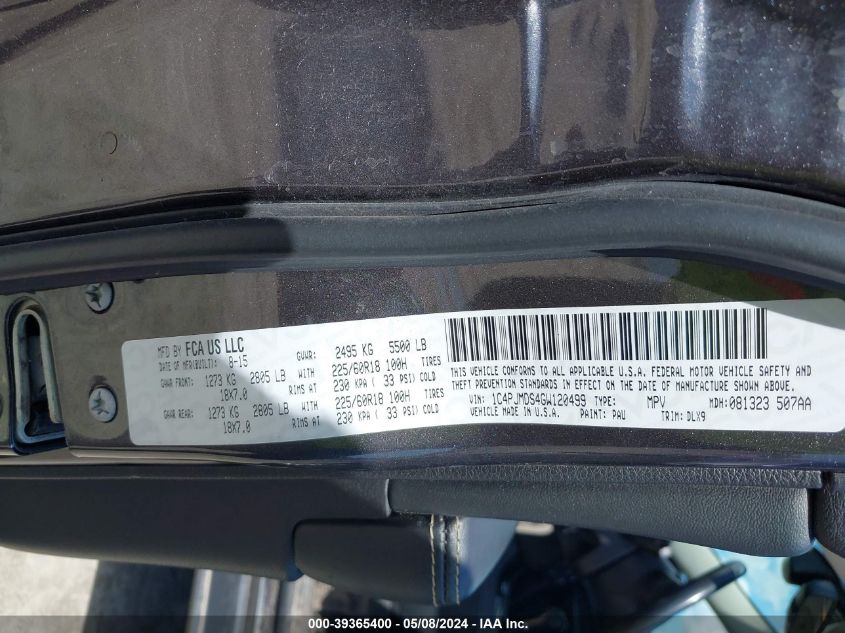 MFD BY FCA US LLC
DATE OF MFR(BUILT): 8-15 GVWR: 2495 KG 5500 LB
GAWR FRONT: 1273 KG 2805 LB WITH 225/60R18 100H TIRES
18X7.0 RIMS AT 230 KPA ( 33 PSI) COLD
GAWR REAR: 1273 KG 2805 LB WITH 225/60R18 100H TIRES
18X7.0 RIMS AT 230 KPA ( 33 PSI) COLD
THIS VEHICLE CONFORMS TO ALL APPLICABLE U.S.A. FEDERAL MOTOR VEHICLE SAFETY
AND THEFT PREVENTION STANDARDS IN EFFECT ON THE DATE OF MANUFACTURE SHOWN ABOVE.
VIN: 1C4PJMDS4GW120499 TYPE: MPV MDH:081323 507AA
VEHICLE MADE IN U.S.A. PAINT: PAU TRIM: DLX9
000-39365400 - 05/08/2024 - IAA Inc.